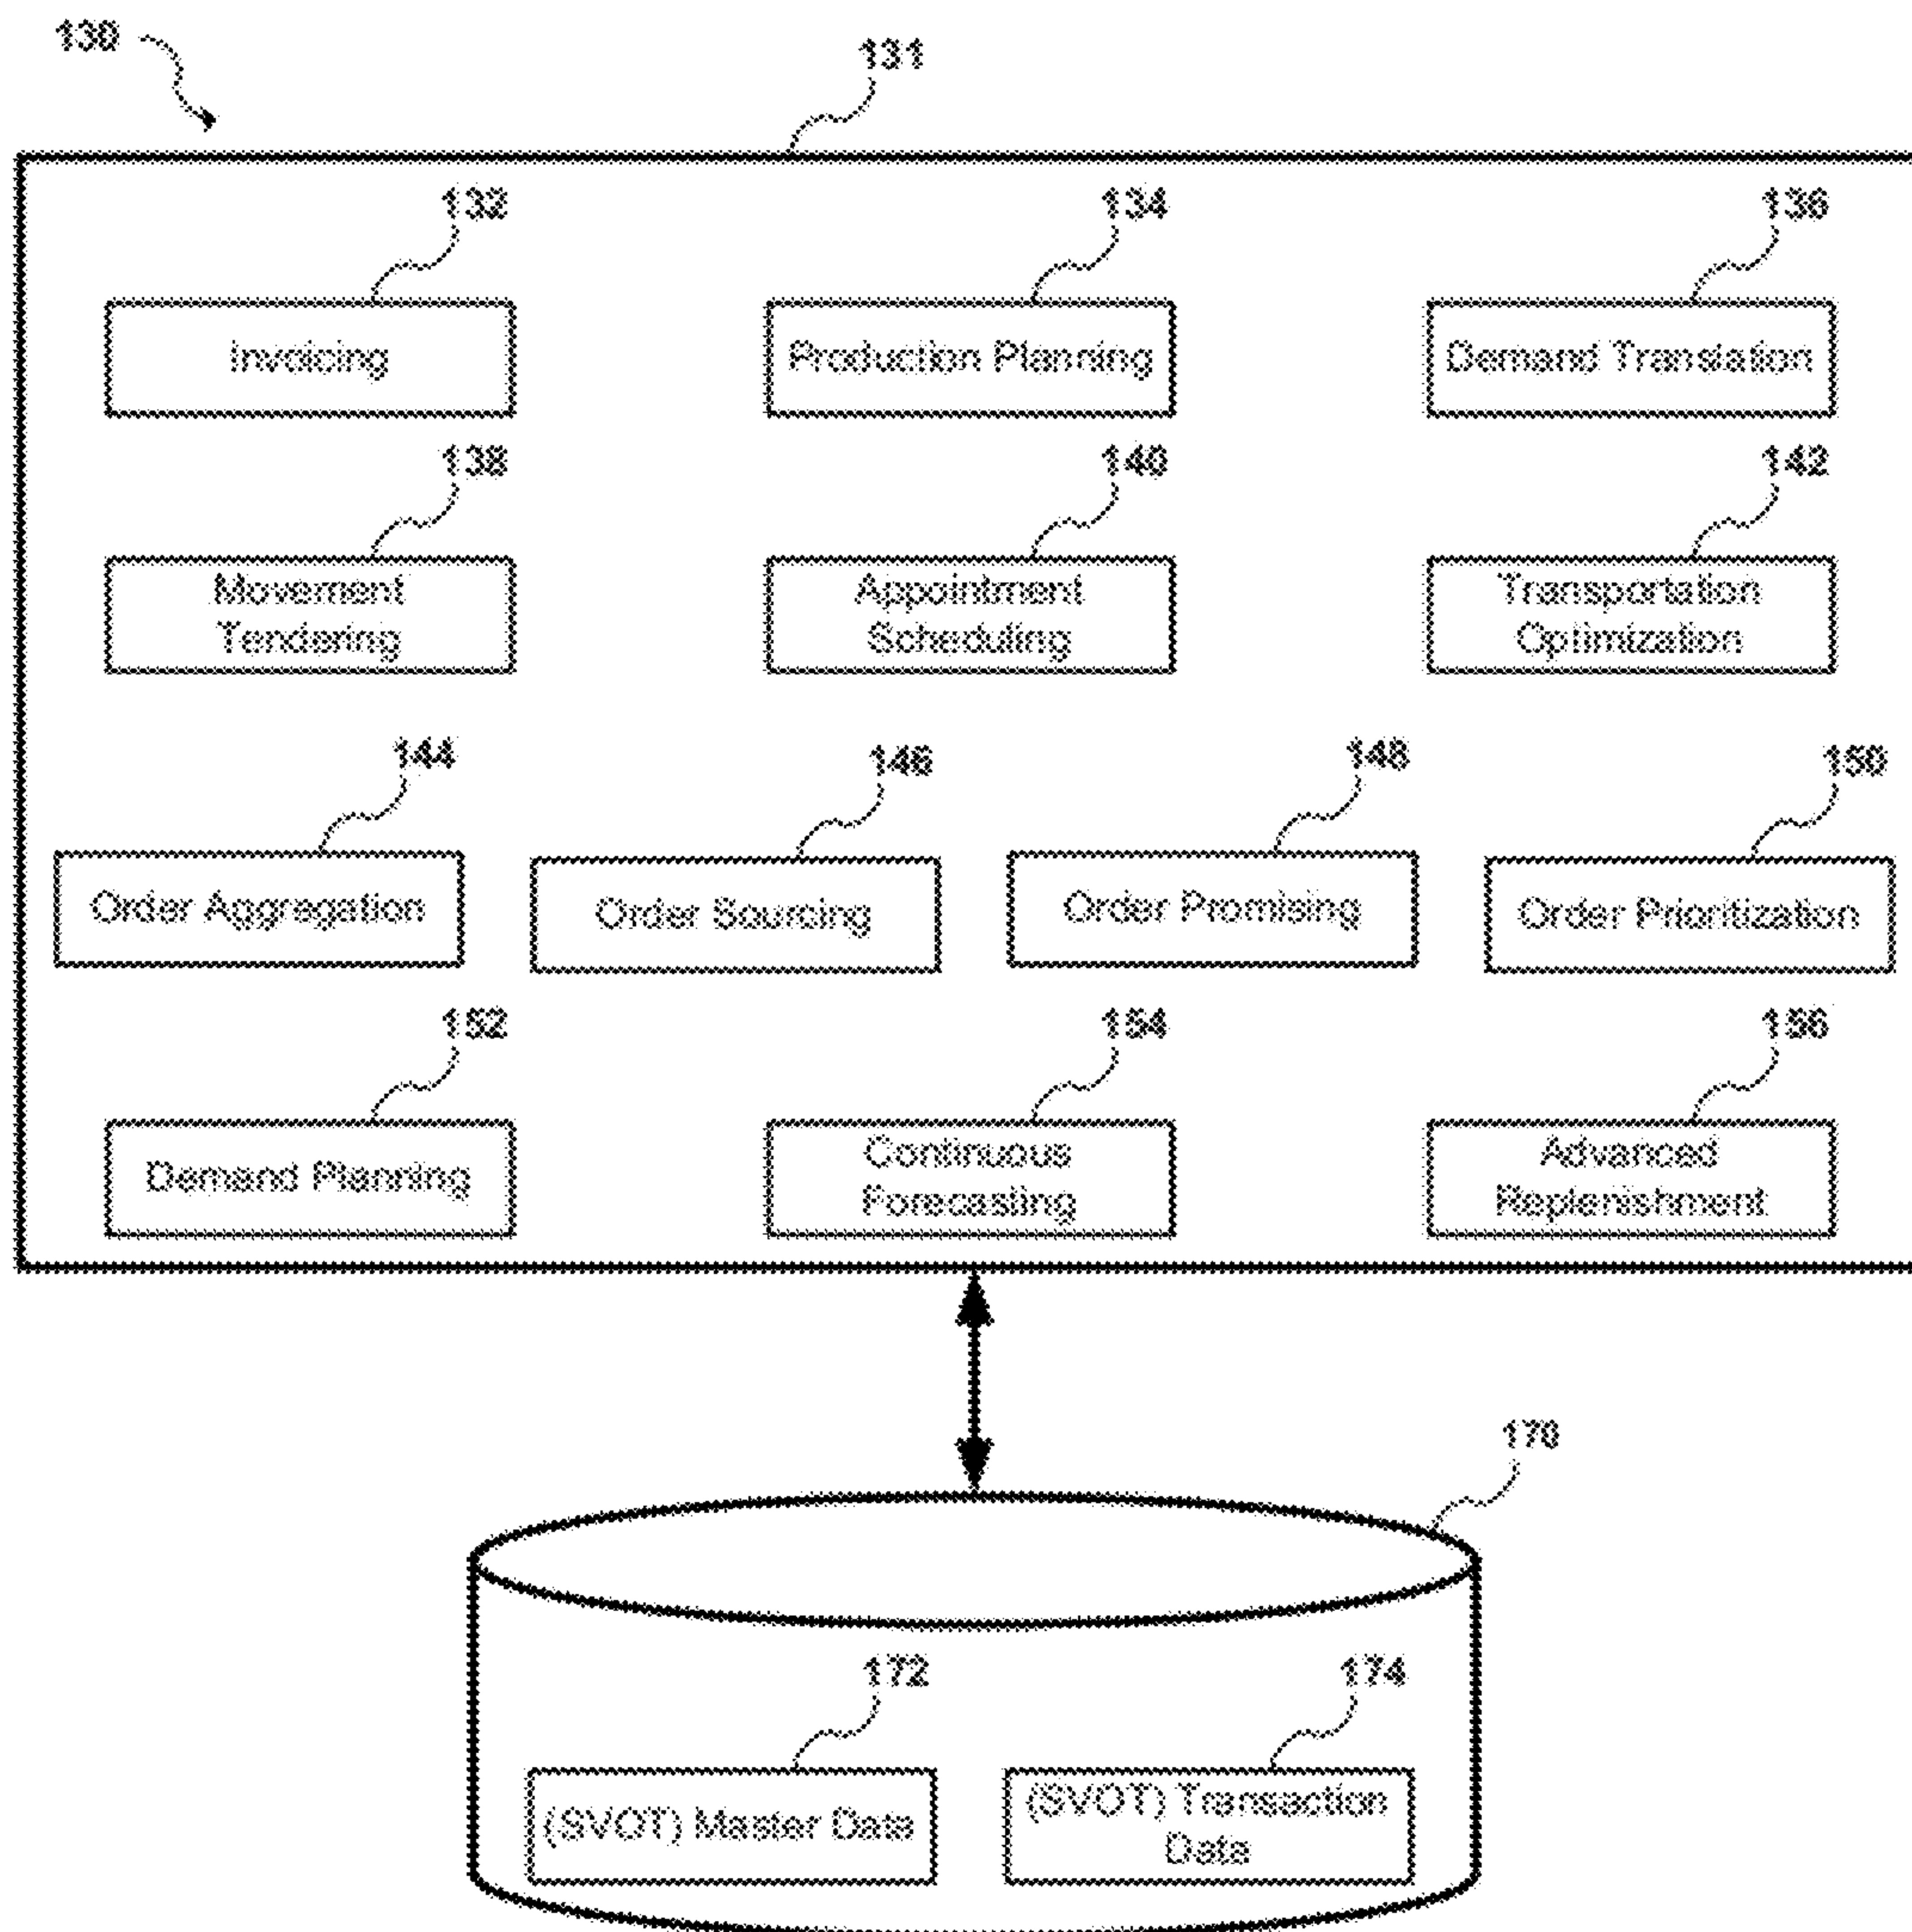 130
131
132
134
136
Invoicing
Production Planning
Demand Translation
138
140
142
Movement
Tendering
Appointment
Scheduling
Transportation
Optimization
144
146
148
150
Order Aggregation
Order Sourcing
Order Promising
Order Prioritization
152
154
156
Demand Planning
Continuous
Forecasting
Advanced
Replenishment
170
172
174
(SVOT) Master Data
(SVOT) Transaction
Data